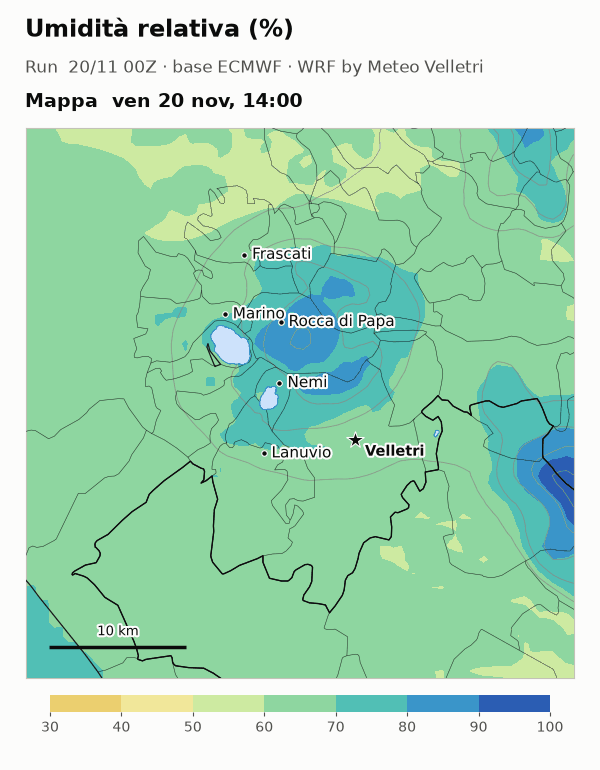 Umidità relativa (%)
Run  20/11 00Z · base ECMWF · WRF by Meteo Velletri
Mappa  ven 20 nov, 14:00
Frascati
Marino
Rocca di Papa
Nemi
Velletri
Lanuvio
10 km
30 40 50 60 70 80 90 100